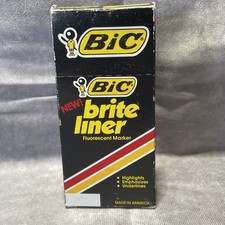 BiC
BiC
NEW!
brite
liner
Fluorescent Marker
• Highlights
• Emphasizes
• Underlines
MADE IN AMERICA